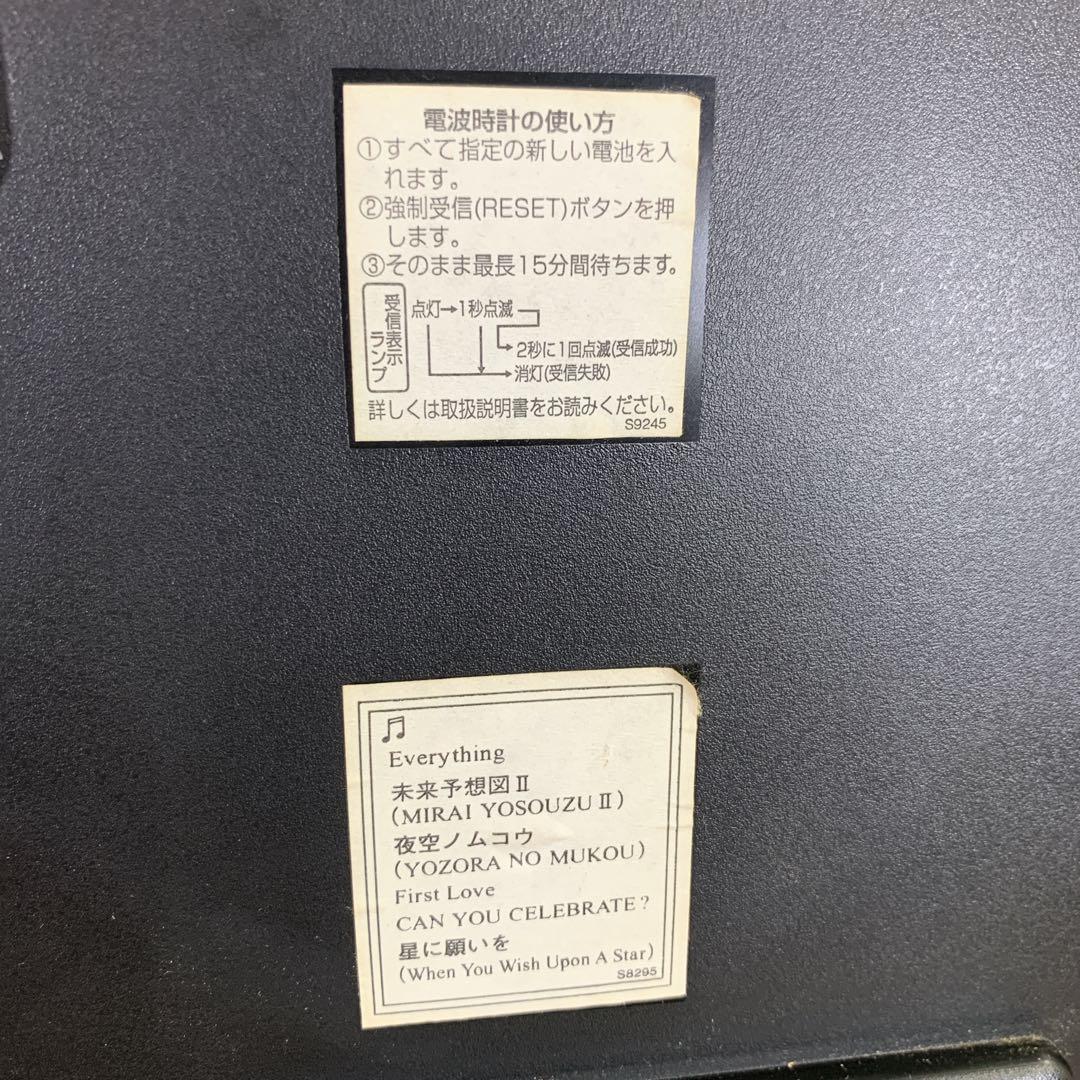 電波時計の使い方
①すべて指定の新しい電池を入
れます。
②強制受信(RESET)ボタンを押
します。
③そのまま最長15分間待ちます。
受信表示
ランプ
点灯→1秒点滅
2秒に1回点滅(受信成功)
消灯(受信失敗)
詳しくは取扱説明書をお読みください。
S9245
♫
Everything
未来予想図Ⅱ
(MIRAI YOSOUZU Ⅱ)
夜空ノムコウ
(YOZORA NO MUKOU)
First Love
CAN YOU CELEBRATE?
星に願いを
(When You Wish Upon A Star)
S8295